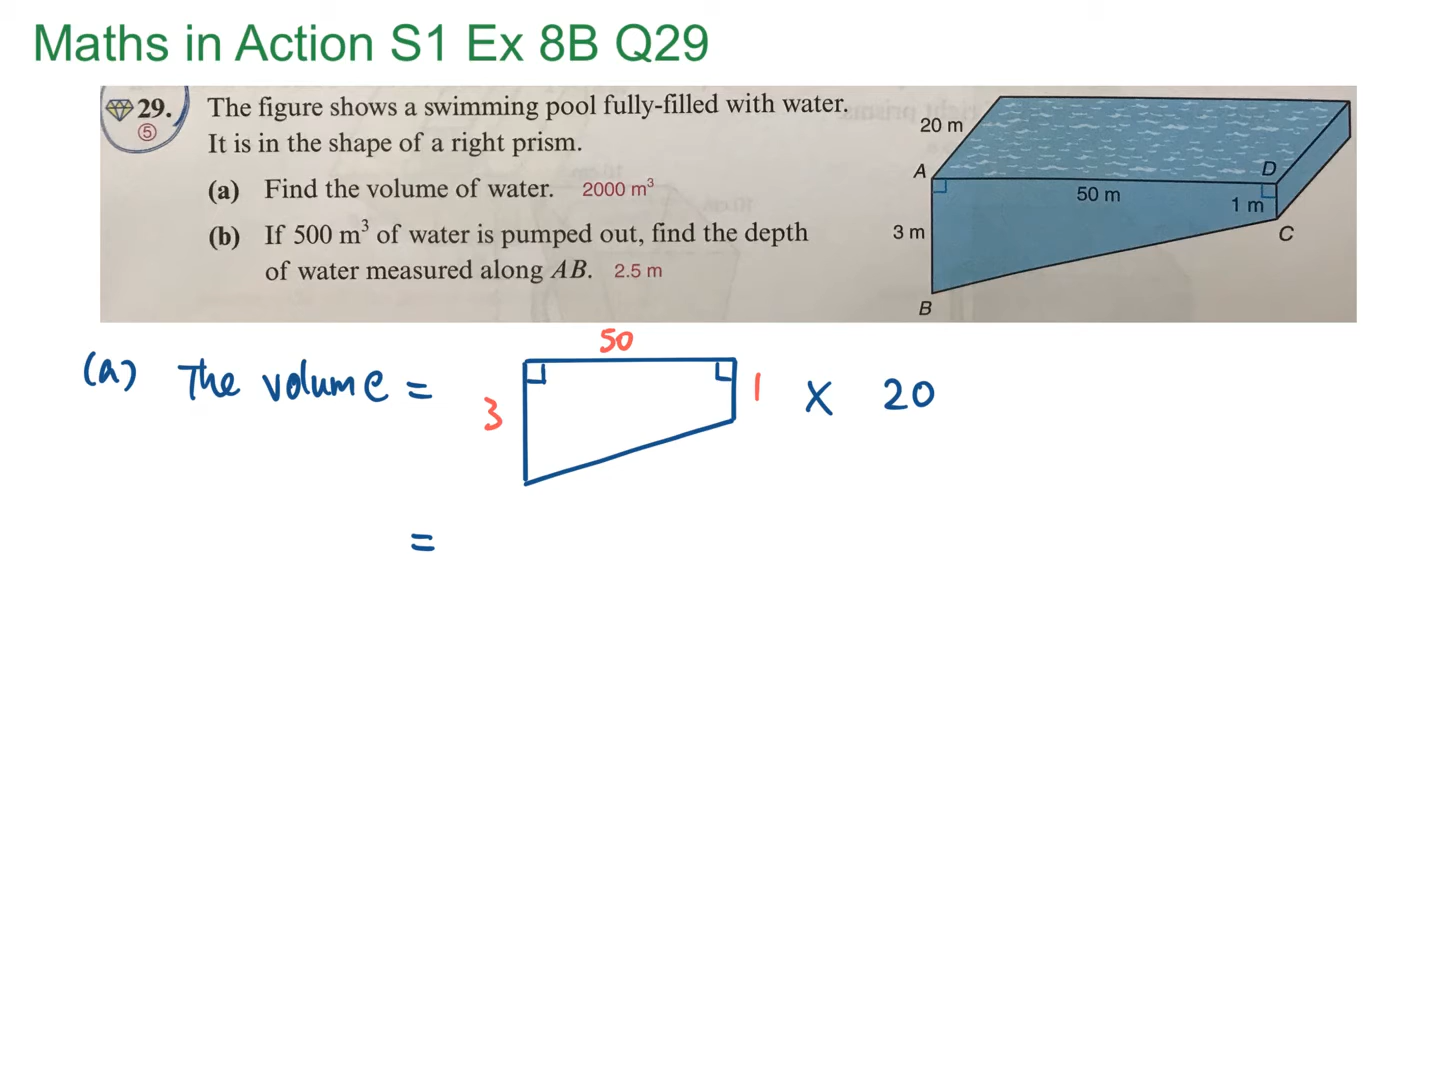 Maths in Action S1 Ex 8B Q29
29.
⑤
The figure shows a swimming pool fully-filled with water.
It is in the shape of a right prism.
(a) Find the volume of water. 2000 m³
(b) If 500 m³ of water is pumped out, find the depth
of water measured along AB. 2.5 m
20 m
A
D
50 m
1 m
3 m
C
B
50
(a) The volume = 3 1 × 20
=